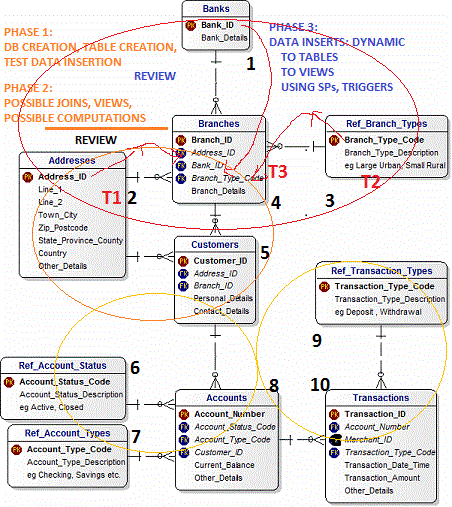 Banks
PK Bank_ID
Bank_Details
PHASE 1:
DB CREATION, TABLE CREATION,
TEST DATA INSERTION
PHASE 2:
POSSIBLE JOINS, VIEWS,
POSSIBLE COMPUTATIONS
REVIEW
PHASE 3:
DATA INSERTS: DYNAMIC
TO TABLES
TO VIEWS
USING SPs, TRIGGERS
1
REVIEW
Branches
PK Branch_ID
FK Address_ID
FK Bank_ID
FK Branch_Type_Code
Branch_Details
T3
4
Ref_Branch_Types
PK Branch_Type_Code
Branch_Type_Description
eg Large Urban, Small Rural
T2
3
Addresses
PK Address_ID
Line_1
Line_2
Town_City
Zip_Postcode
State_Province_County
Country
Other_Details
T1
2
Customers
PK Customer_ID
FK Address_ID
FK Branch_ID
Personal_Details
Contact_Details
5
Ref_Transaction_Types
PK Transaction_Type_Code
Transaction_Type_Description
eg Deposit , Withdrawal
9
Ref_Account_Status
PK Account_Status_Code
Account_Status_Description
eg Active, Closed
6
Ref_Account_Types
PK Account_Type_Code
Account_Type_Description
eg Checking, Savings etc.
7
Accounts
PK Account_Number
FK Account_Status_Code
FK Account_Type_Code
FK Customer_ID
Current_Balance
Other_Details
8
Transactions
PK Transaction_ID
FK Account_Number
FK Merchant_ID
FK Transaction_Type_Code
Transaction_Date_Time
Transaction_Amount
Other_Details
10